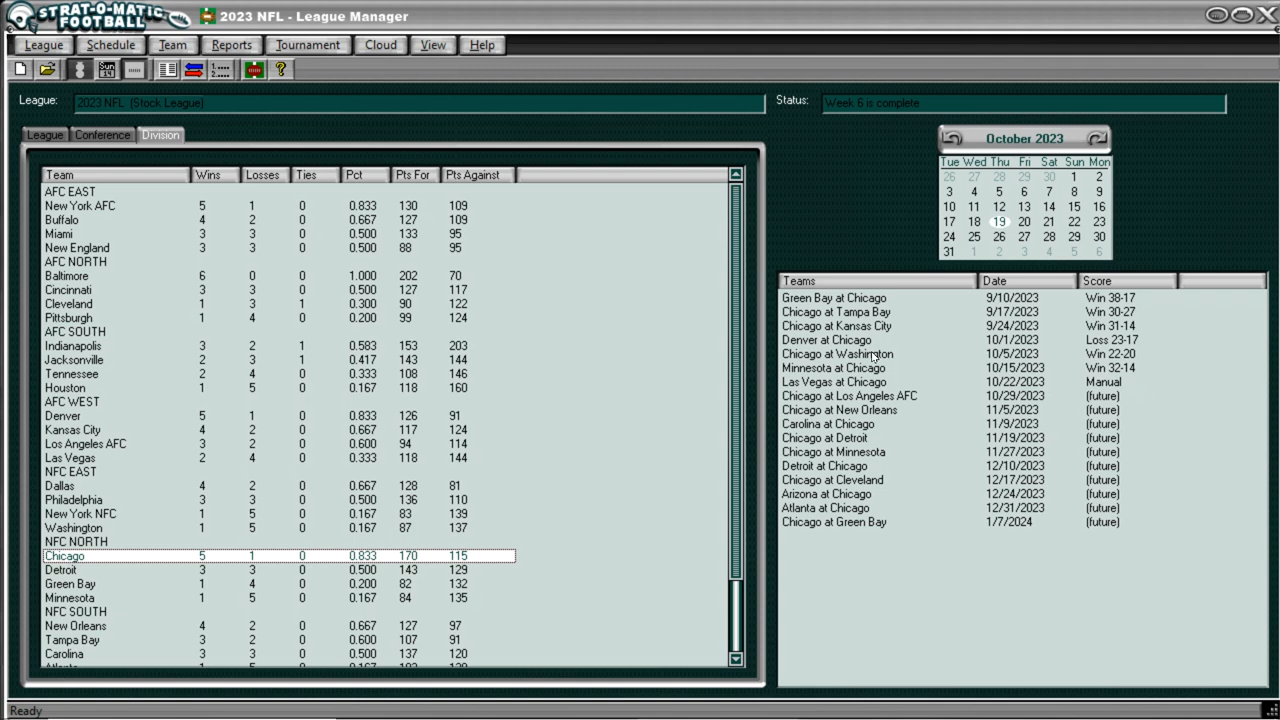 STRAT-O-MATIC FOOTBALL 2023 NFL - League Manager
League Schedule Team Reports Tournament Cloud View Help
League: 2023 NFL (Stock League) Status: Week 6 is complete
League Conference Division
October 2023
Tue Wed Thu Fri Sat Sun Mon
26 27 28 29 30 1 2
3 4 5 6 7 8 9
10 11 12 13 14 15 16
17 18 19 20 21 22 23
24 25 26 27 28 29 30
31 1 2 3 4 5 6
Team Wins Losses Ties Pct Pts For Pts Against
AFC EAST
New York AFC 5 1 0 0.833 130 109
Buffalo 4 2 0 0.667 127 109
Miami 3 3 0 0.500 133 95
New England 3 3 0 0.500 88 95
AFC NORTH
Baltimore 6 0 0 1.000 202 70
Cincinnati 3 3 0 0.500 127 117
Cleveland 1 3 1 0.300 90 122
Pittsburgh 1 4 0 0.200 99 124
AFC SOUTH
Indianapolis 3 2 1 0.583 153 203
Jacksonville 2 3 1 0.417 143 144
Tennessee 2 4 0 0.333 108 146
Houston 1 5 0 0.167 118 160
AFC WEST
Denver 5 1 0 0.833 126 91
Kansas City 4 2 0 0.667 117 124
Los Angeles AFC 3 2 0 0.600 94 114
Las Vegas 2 4 0 0.333 118 144
NFC EAST
Dallas 4 2 0 0.667 128 81
Philadelphia 3 3 0 0.500 136 110
New York NFC 1 5 0 0.167 83 139
Washington 1 5 0 0.167 87 137
NFC NORTH
Chicago 5 1 0 0.833 170 115
Detroit 3 3 0 0.500 143 129
Green Bay 1 4 0 0.200 82 132
Minnesota 1 5 0 0.167 84 135
NFC SOUTH
New Orleans 4 2 0 0.667 127 97
Tampa Bay 3 2 0 0.600 107 91
Carolina 3 3 0 0.500 137 120
Teams Date Score
Green Bay at Chicago 9/10/2023 Win 38-17
Chicago at Tampa Bay 9/17/2023 Win 30-27
Chicago at Kansas City 9/24/2023 Win 31-14
Denver at Chicago 10/1/2023 Loss 23-17
Chicago at Washington 10/5/2023 Win 22-20
Minnesota at Chicago 10/15/2023 Win 32-14
Las Vegas at Chicago 10/22/2023 Manual
Chicago at Los Angeles AFC 10/29/2023 (future)
Chicago at New Orleans 11/5/2023 (future)
Carolina at Chicago 11/9/2023 (future)
Chicago at Detroit 11/19/2023 (future)
Chicago at Minnesota 11/27/2023 (future)
Detroit at Chicago 12/10/2023 (future)
Chicago at Cleveland 12/17/2023 (future)
Arizona at Chicago 12/24/2023 (future)
Atlanta at Chicago 12/31/2023 (future)
Chicago at Green Bay 1/7/2024 (future)
Ready